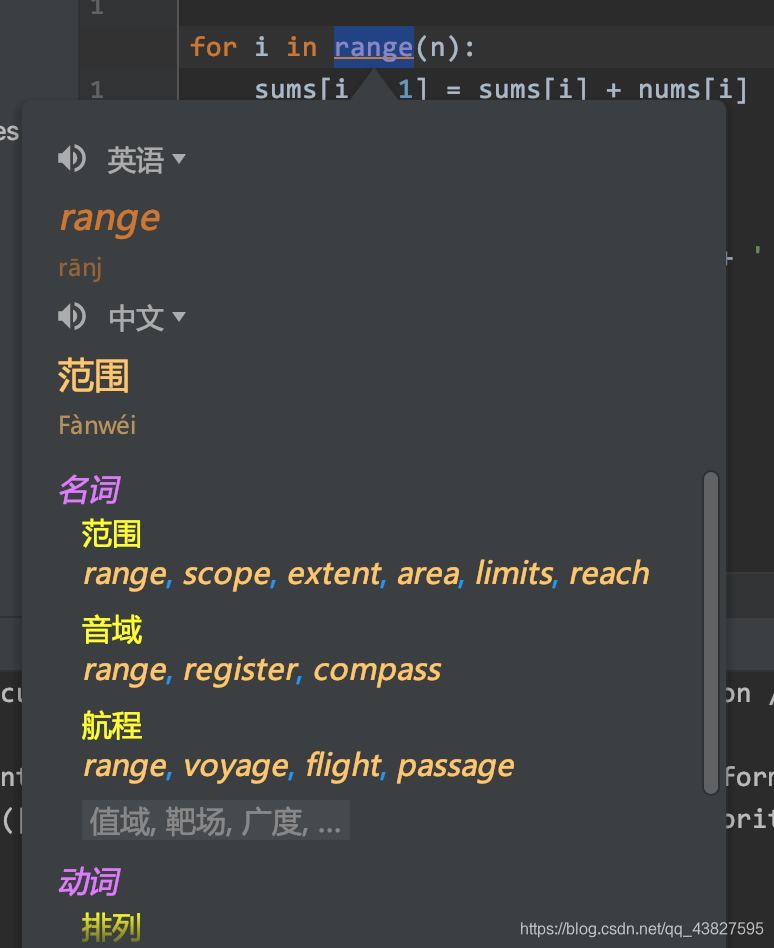 1
for i in range(n):
1
sums[i 1] = sums[i] + nums[i]
es
英语
range
rānj
+ '
中文
范围
Fànwéi
名词
范围
range, scope, extent, area, limits, reach
音域
range, register, compass
cu
on /
航程
range, voyage, flight, passage
nt
form
值域, 靶场, 广度, ...
([
orit
动词
排列
https://blog.csdn.net/qq_43827595